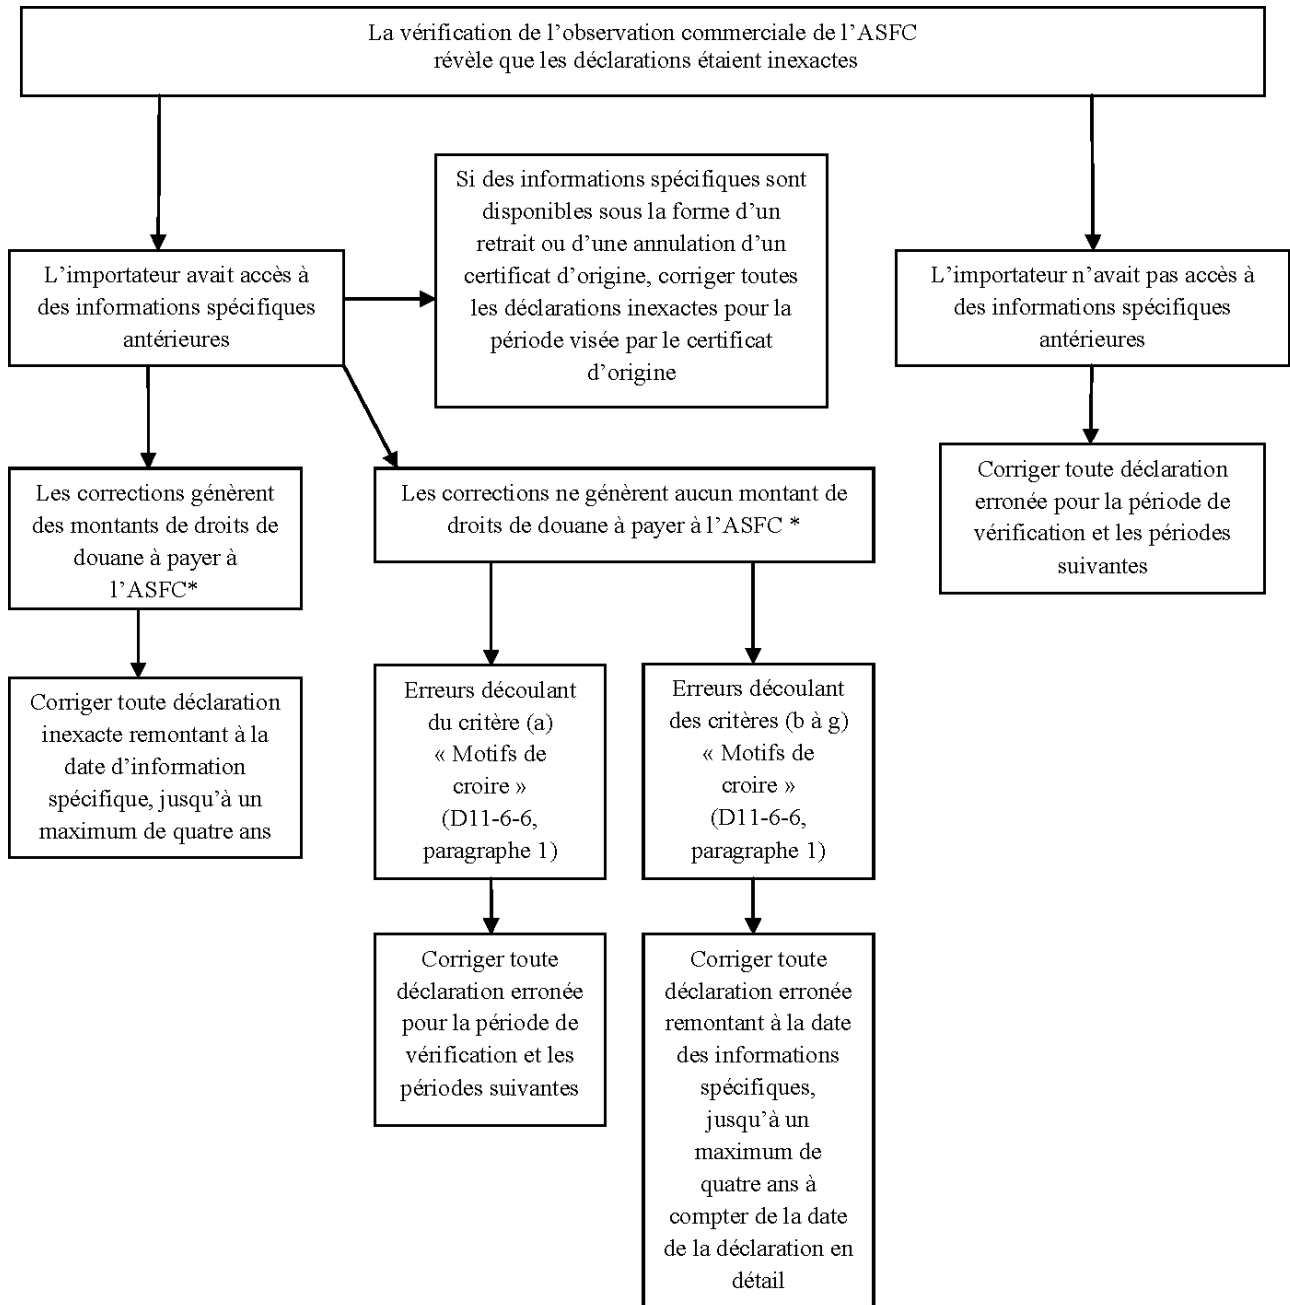 La vérification de l’observation commerciale de l’ASFC
révèle que les déclarations étaient inexactes
Si des informations spécifiques sont
disponibles sous la forme d’un
retrait ou d’une annulation d’un
certificat d’origine, corriger toutes
les déclarations inexactes pour la
période visée par le certificat
d’origine
L’importateur avait accès à
des informations spécifiques
antérieures
L’importateur n’avait pas accès à
des informations spécifiques
antérieures
Les corrections génèrent
des montants de droits de
douane à payer à
l’ASFC*
Les corrections ne génèrent aucun montant de
droits de douane à payer à l’ASFC *
Corriger toute déclaration
erronée pour la période de
vérification et les périodes
suivantes
Corriger toute déclaration
inexacte remontant à la
date d’information
spécifique, jusqu’à un
maximum de quatre ans
Erreurs découlant
du critère (a)
« Motifs de
croire »
(D11-6-6,
paragraphe 1)
Erreurs découlant
des critères (b à g)
« Motifs de
croire »
(D11-6-6,
paragraphe 1)
Corriger toute
déclaration erronée
pour la période de
vérification et les
périodes suivantes
Corriger toute
déclaration erronée
remontant à la date
des informations
spécifiques,
jusqu’à un
maximum de
quatre ans à
compter de la date
de la déclaration en
détail